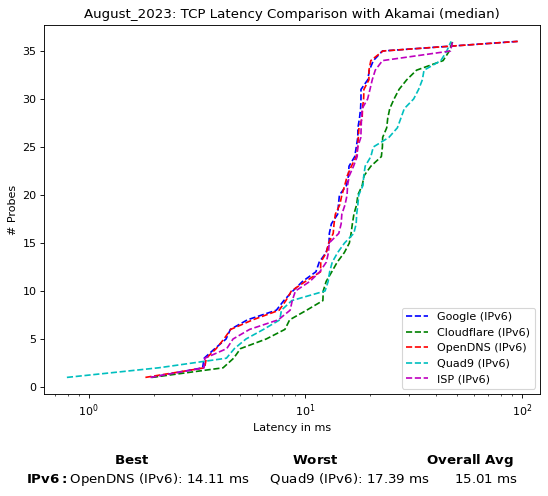 August_2023: TCP Latency Comparison with Akamai (median)
# Probes
35
30
25
20
15
10
5
0
Google (IPv6)
Cloudflare (IPv6)
OpenDNS (IPv6)
Quad9 (IPv6)
ISP (IPv6)
10⁰ 10¹ 10²
Latency in ms
Best Worst Overall Avg
IPv6: OpenDNS (IPv6): 14.11 ms Quad9 (IPv6): 17.39 ms 15.01 ms